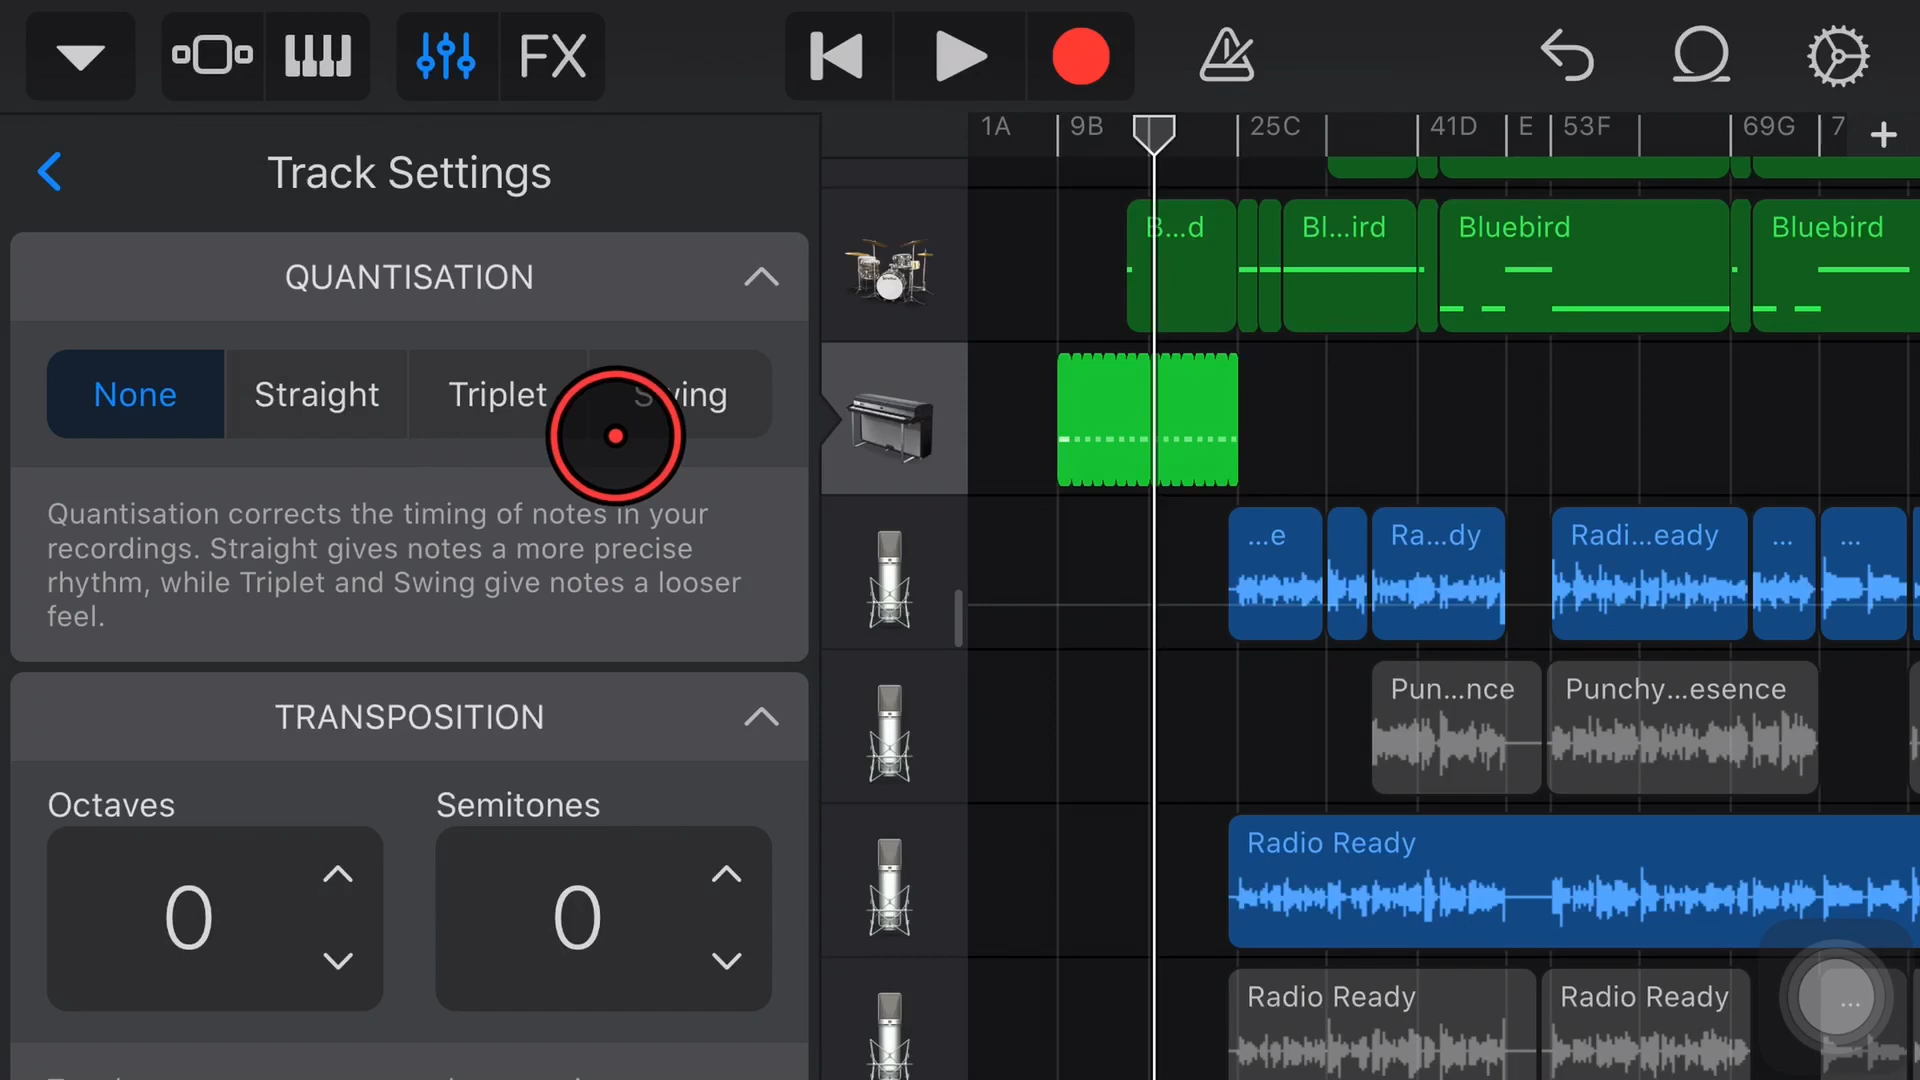 FX
1A
9B
25C
41D
E
53F
69G
7
+
Track Settings
QUANTISATION
None
Straight
Triplet
Swing
Quantisation corrects the timing of notes in your
recordings. Straight gives notes a more precise
rhythm, while Triplet and Swing give notes a looser
feel.
TRANSPOSITION
Octaves
Semitones
0
0
B...d
Bl...ird
Bluebird
Bluebird
...e
Ra...dy
Radi...eady
...
...
Pun...nce
Punchy...esence
Radio Ready
Radio Ready
Radio Ready
...